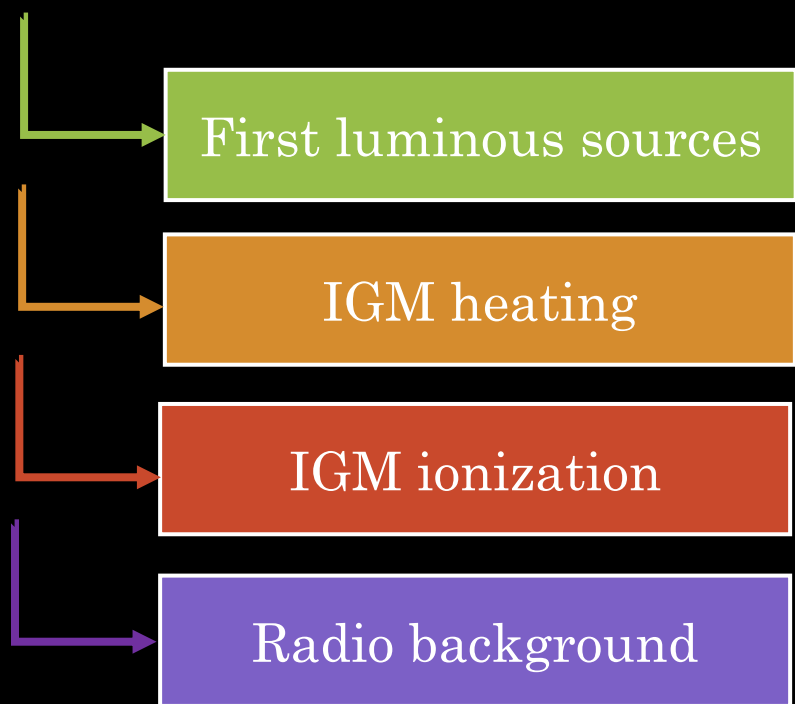 First luminous sources
IGM heating
IGM ionization
Radio background